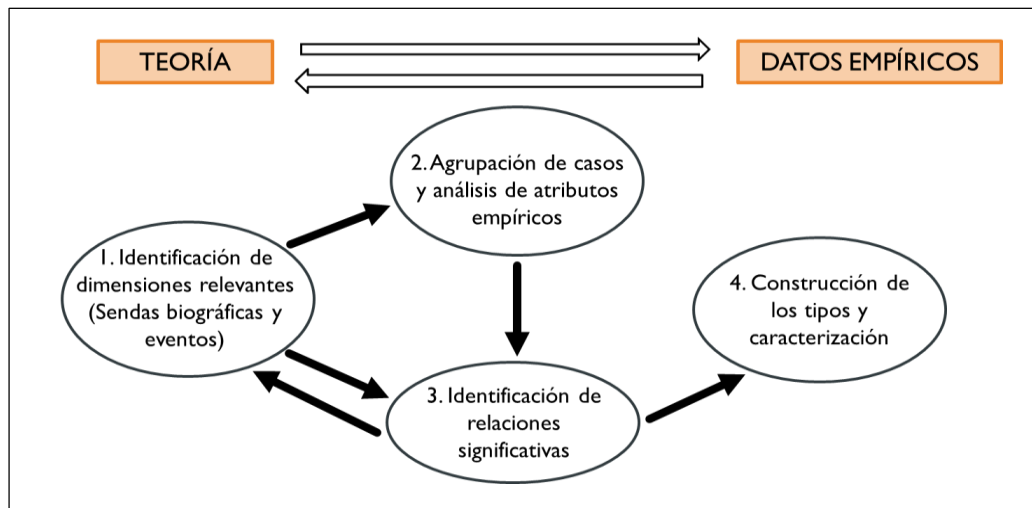 TEORÍA
DATOS EMPÍRICOS
2. Agrupación de casos
y análisis de atributos
empíricos
1. Identificación de
dimensiones relevantes
(Sendas biográficas y
eventos)
4. Construcción de
los tipos y
caracterización
3. Identificación de
relaciones
significativas